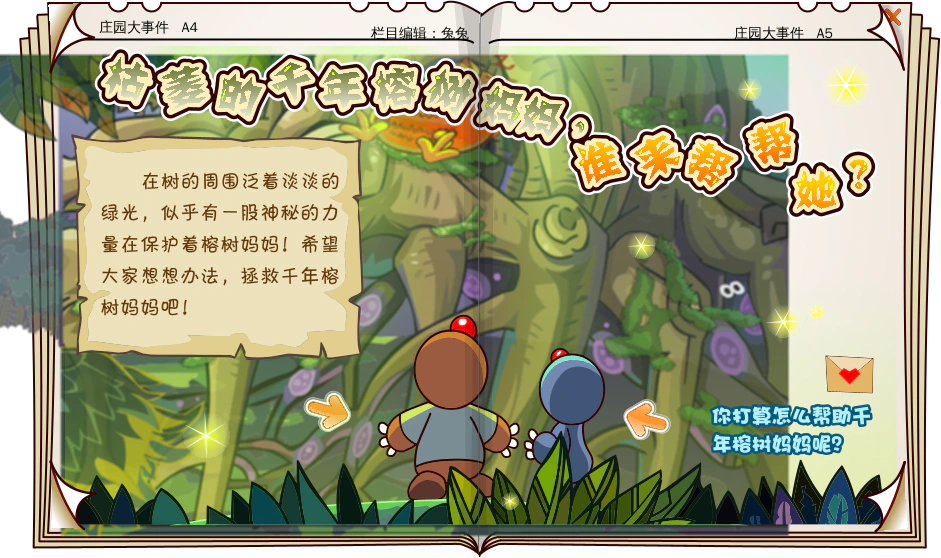 庄园大事件 A4
栏目编辑：兔兔
庄园大事件 A5
枯萎的千年榕树妈妈，谁来帮帮她？
在树的周围泛着淡淡的
绿光，似乎有一股神秘的力
量在保护着榕树妈妈！希望
大家想想办法，拯救千年榕
树妈妈吧！
你打算怎么帮助千
年榕树妈妈呢？